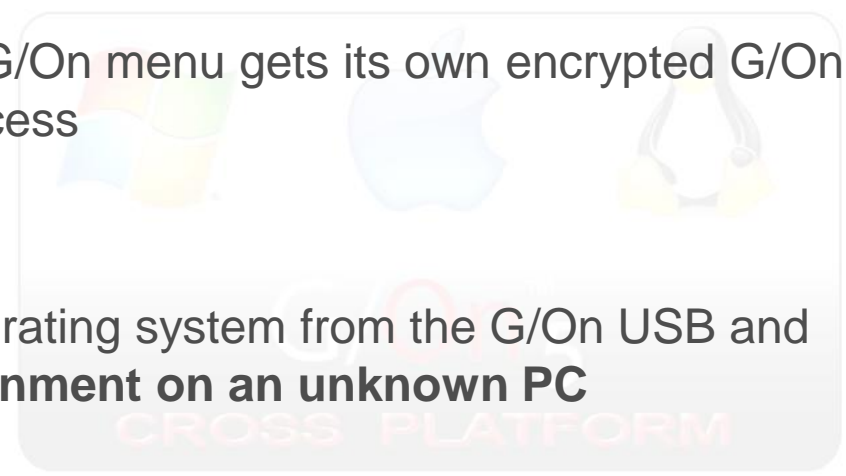 G/On menu gets its own encrypted G/On
cess
rating system from the G/On USB and
G/On 5
nment on an unknown PC
CROSS PLATFORM